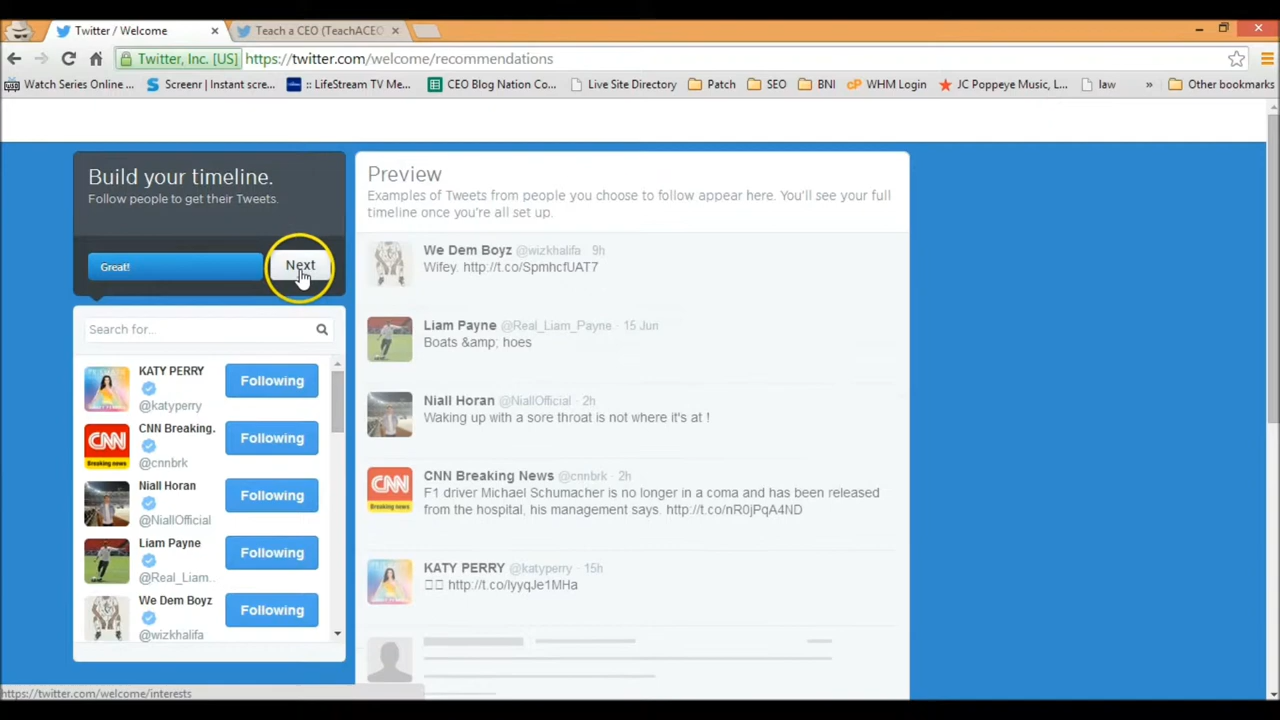 Twitter / Welcome
Teach a CEO (TeachACEO
Twitter, Inc. [US] https://twitter.com/welcome/recommendations
Watch Series Online ... Screenr | Instant scre... :: LifeStream TV Me... CEO Blog Nation Co... Live Site Directory Patch SEO BNI WHM Login JC Poppeye Music, L... law » Other bookmarks
Build your timeline.
Follow people to get their Tweets.
Great! Next
Search for...
KATY PERRY
@katyperry
Following
CNN Breaking.
@cnnbrk
Following
Niall Horan
@NiallOfficial
Following
Liam Payne
@Real_Liam..
Following
We Dem Boyz
@wizkhalifa
Following
Preview
Examples of Tweets from people you choose to follow appear here. You'll see your full
timeline once you're all set up.
We Dem Boyz @wizkhalifa · 9h
Wifey. http://t.co/SpmhcfUAT7
Liam Payne @Real_Liam_Payne · 15 Jun
Boats &amp; hoes
Niall Horan @NiallOfficial · 2h
Waking up with a sore throat is not where it's at !
CNN
Breaking news
CNN Breaking News @cnnbrk · 2h
F1 driver Michael Schumacher is no longer in a coma and has been released
from the hospital, his management says. http://t.co/nR0jPqA4ND
KATY PERRY @katyperry · 15h
http://t.co/IyyqJe1MHa
https://twitter.com/welcome/interests